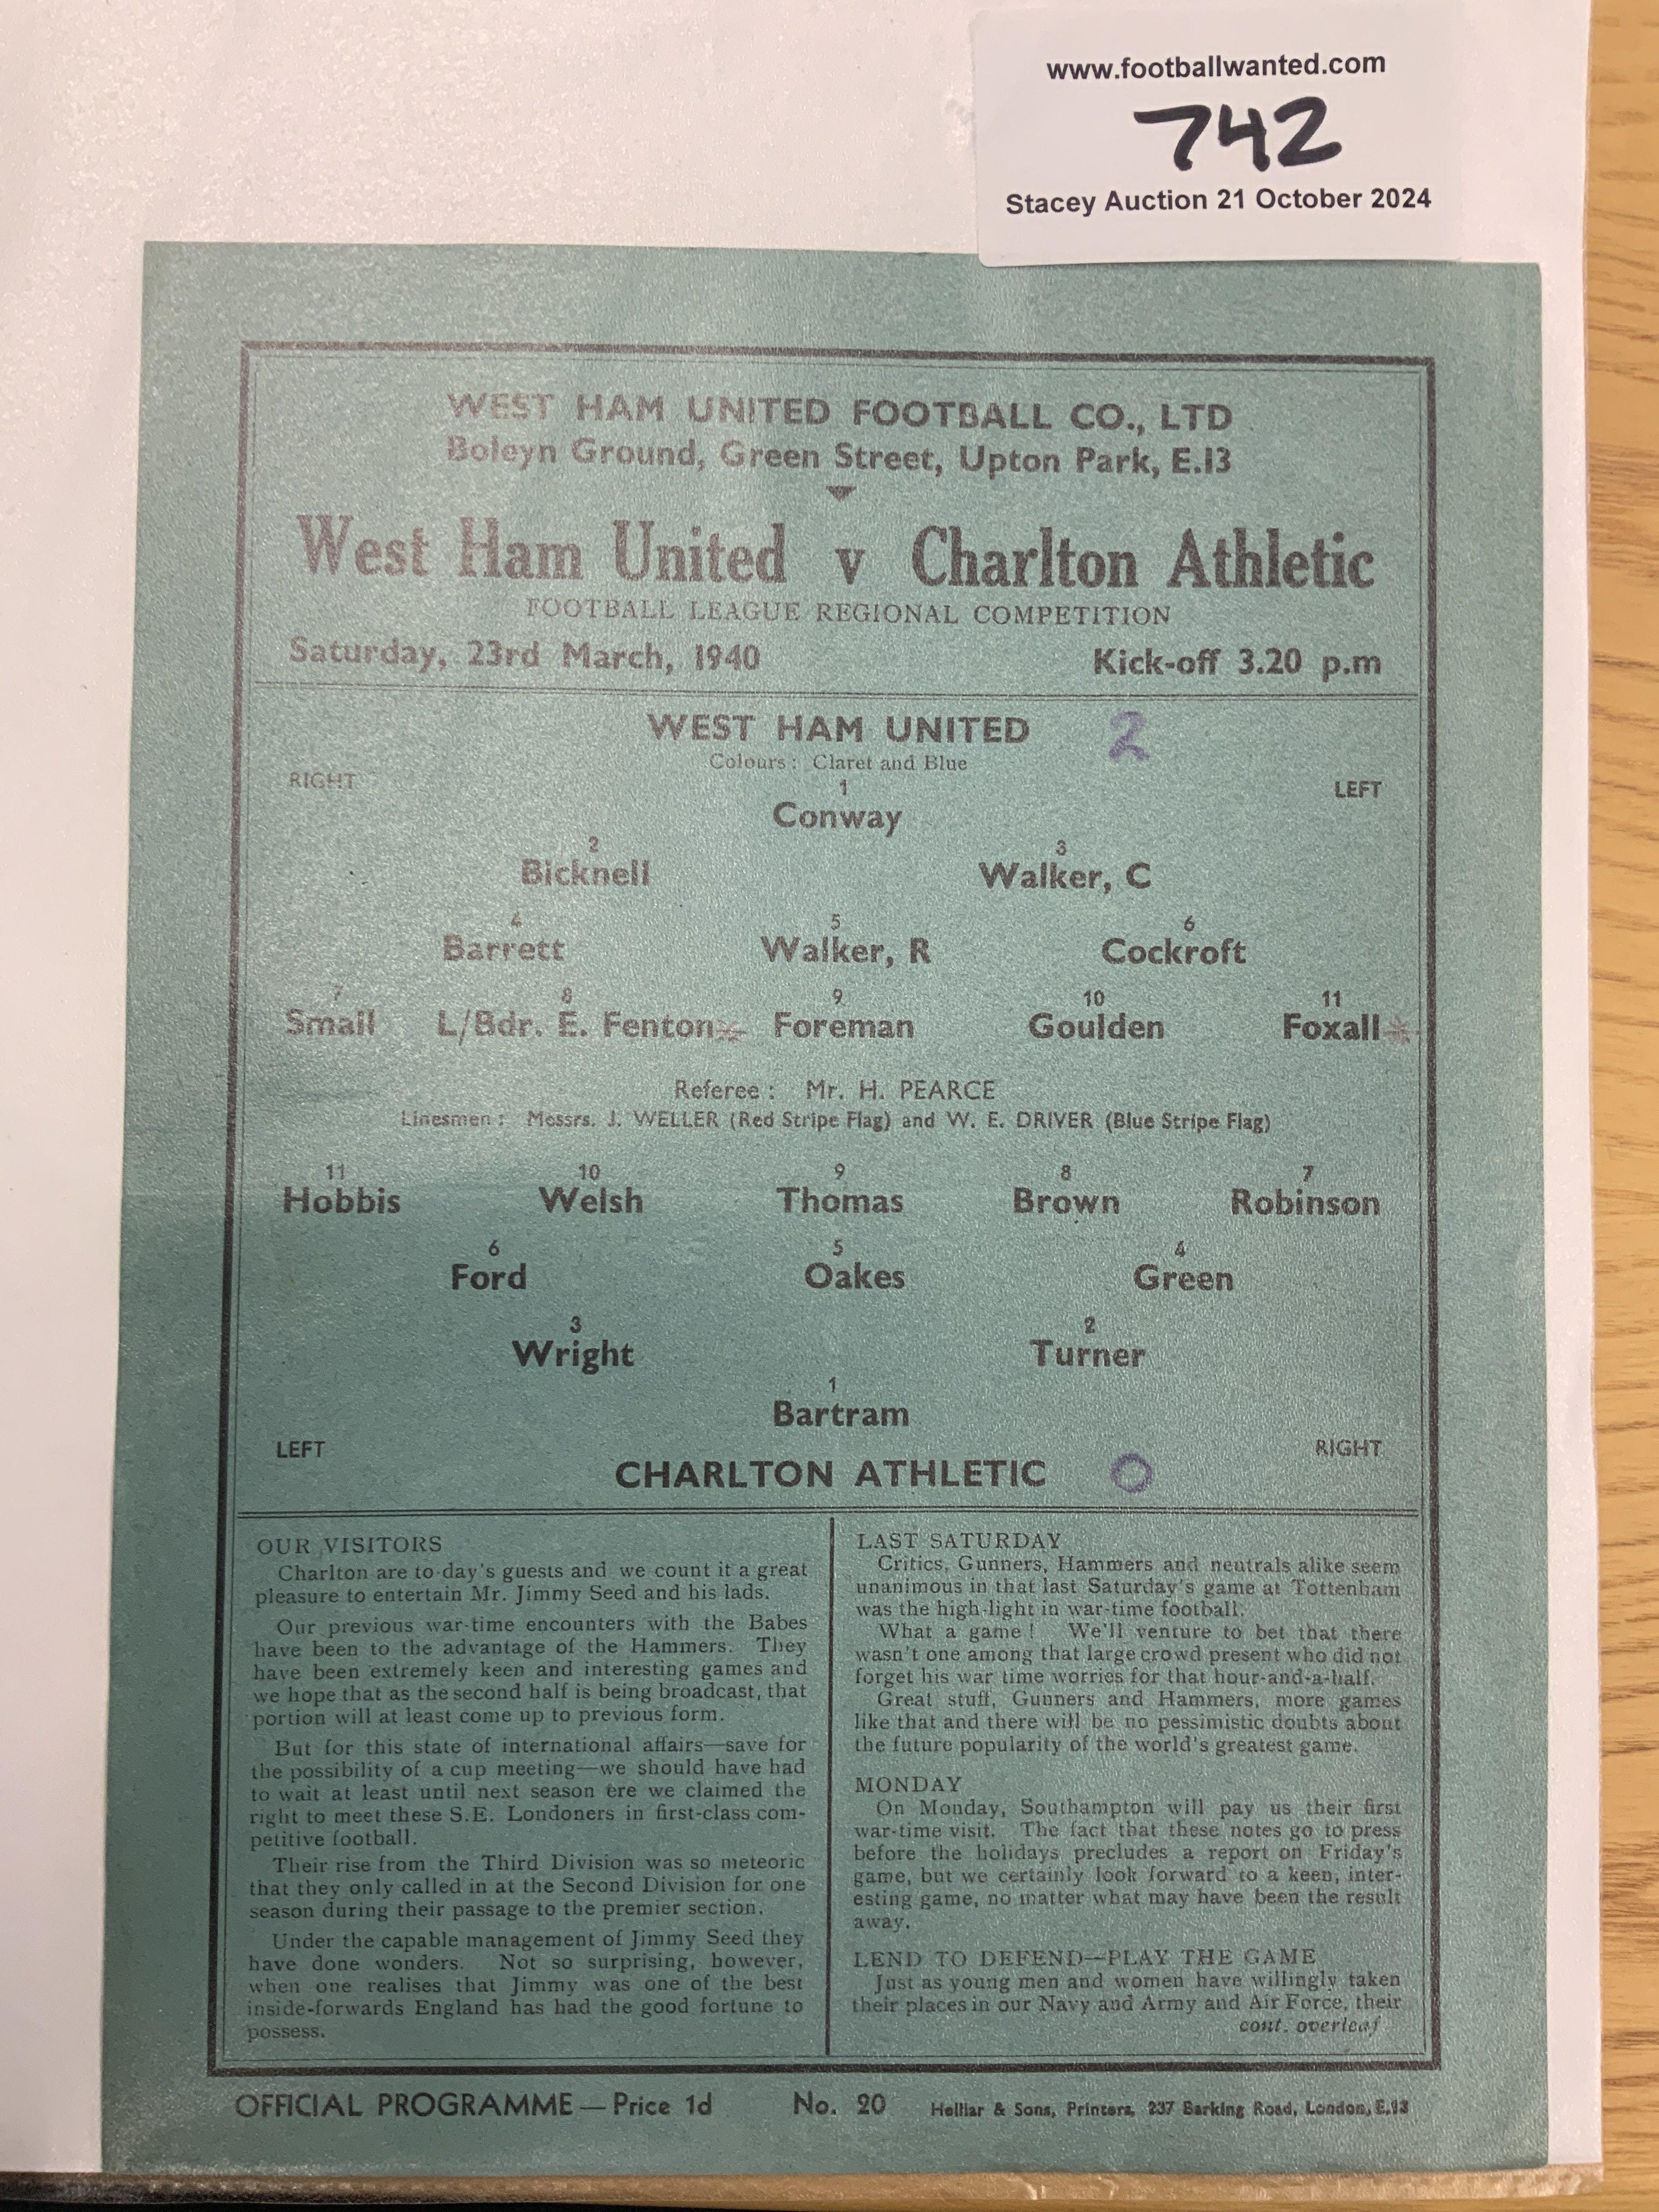 www.footballwanted.com
742
Stacey Auction 21 October 2024
WEST HAM UNITED FOOTBALL CO., LTD
Boleyn Ground, Green Street, Upton Park, E.13
West Ham United v Charlton Athletic
FOOTBALL LEAGUE REGIONAL COMPETITION
Saturday, 23rd March, 1940 Kick-off 3.20 p.m
WEST HAM UNITED 2
Colours : Claret and Blue
RIGHT LEFT
1
Conway
2 3
Bicknell Walker, C
4 5 6
Barrett Walker, R Cockroft
7 8 9 10 11
Small L/Bdr. E. Fenton* Foreman Goulden Foxall*
Referee : Mr. H. PEARCE
Linesmen : Messrs. J. WELLER (Red Stripe Flag) and W. E. DRIVER (Blue Stripe Flag)
11 10 9 8 7
Hobbis Welsh Thomas Brown Robinson
6 5 4
Ford Oakes Green
3 2
Wright Turner
1
Bartram
LEFT RIGHT
CHARLTON ATHLETIC 0
OUR VISITORS
Charlton are to-day's guests and we count it a great
pleasure to entertain Mr. Jimmy Seed and his lads.
Our previous war-time encounters with the Babes
have been to the advantage of the Hammers. They
have been extremely keen and interesting games and
we hope that as the second half is being broadcast, that
portion will at least come up to previous form.
But for this state of international affairs—save for
the possibility of a cup meeting—we should have had
to wait at least until next season ere we claimed the
right to meet these S.E. Londoners in first-class com-
petitive football.
Their rise from the Third Division was so meteoric
that they only called in at the Second Division for one
season during their passage to the premier section.
Under the capable management of Jimmy Seed they
have done wonders. Not so surprising, however,
when one realises that Jimmy was one of the best
inside-forwards England has had the good fortune to
possess.
LAST SATURDAY
Critics, Gunners, Hammers and neutrals alike seem
unanimous in that last Saturday's game at Tottenham
was the high-light in war-time football.
What a game ! We'll venture to bet that there
wasn't one among that large crowd present who did not
forget his war time worries for that hour-and-a-half.
Great stuff, Gunners and Hammers, more games
like that and there will be no pessimistic doubts about
the future popularity of the world's greatest game.
MONDAY
On Monday, Southampton will pay us their first
war-time visit. The fact that these notes go to press
before the holidays precludes a report on Friday's
game, but we certainly look forward to a keen, inter-
esting game, no matter what may have been the result
away.
LEND TO DEFEND—PLAY THE GAME
Just as young men and women have willingly taken
their places in our Navy and Army and Air Force, their
cont. overleaf
OFFICIAL PROGRAMME — Price 1d No. 20 Helliar & Sons, Printers, 237 Barking Road, London, E.13